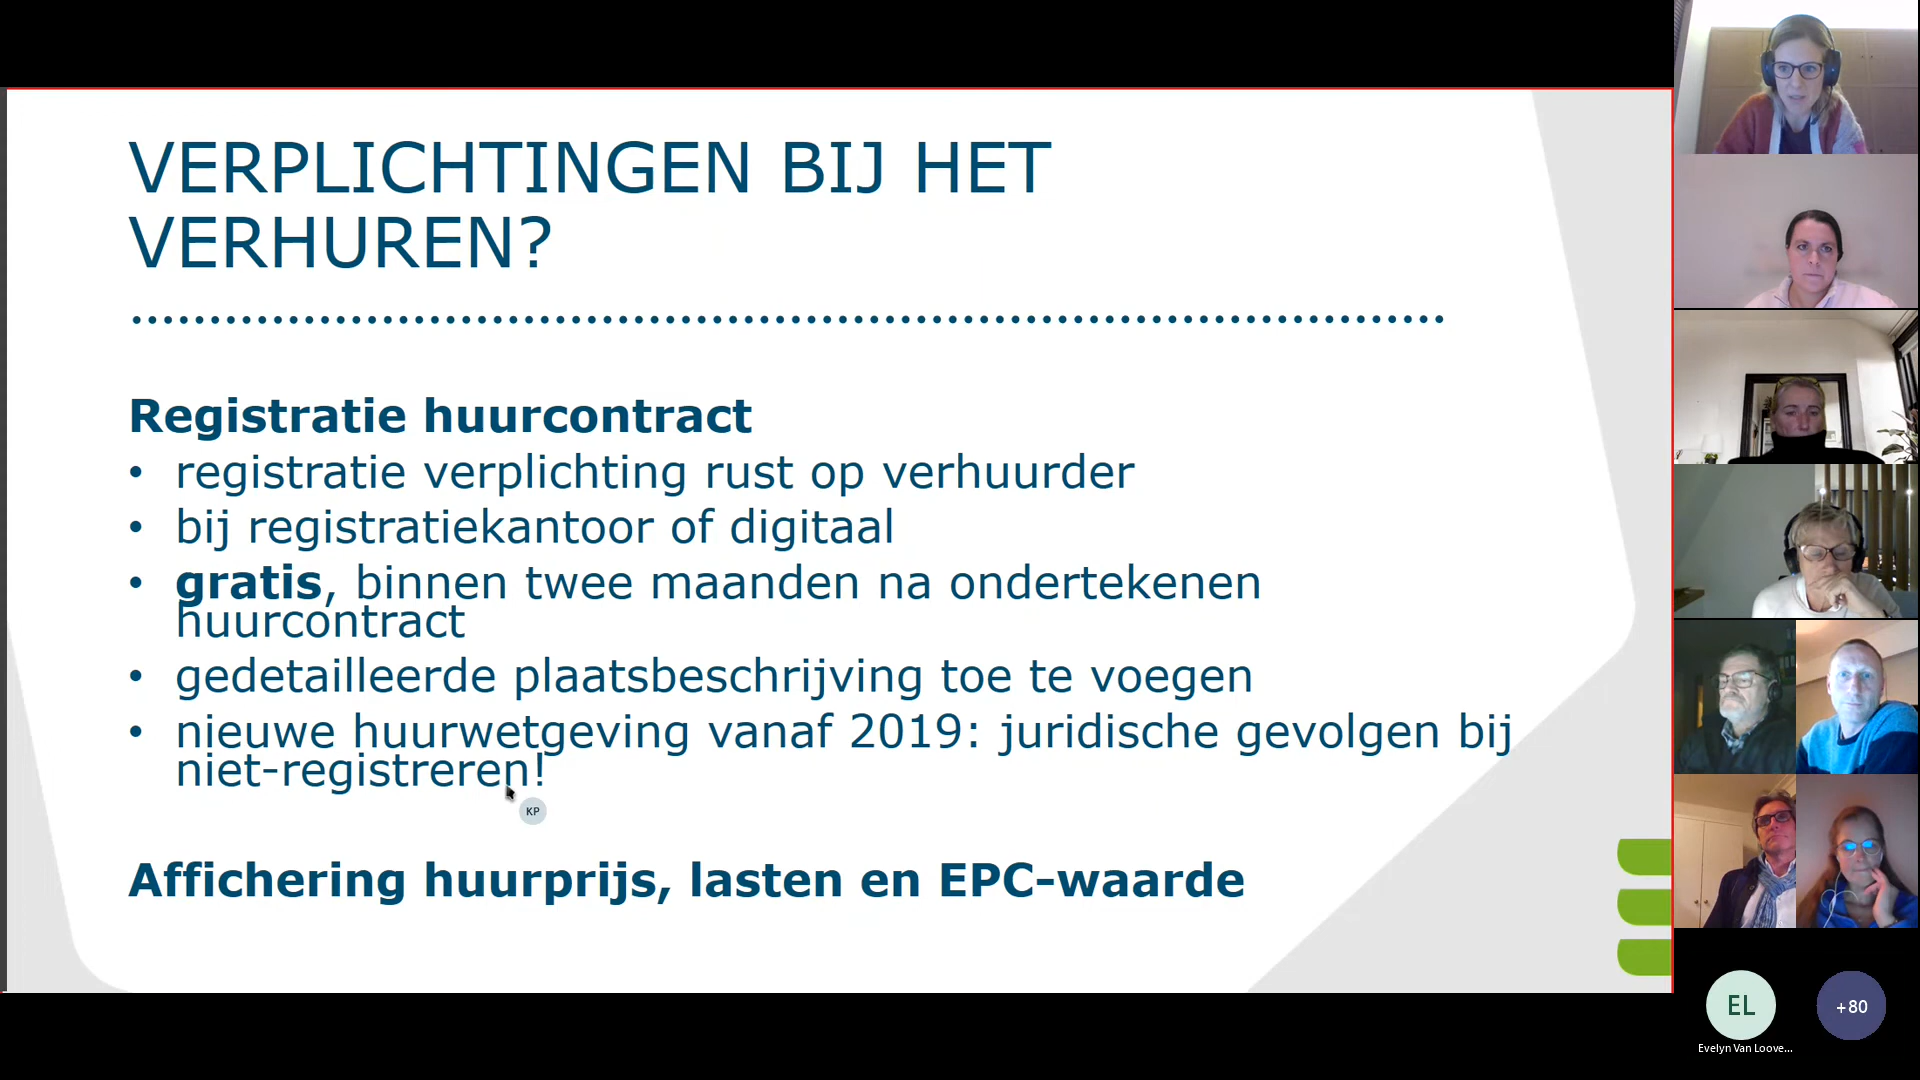 VERPLICHTINGEN BIJ HET
VERHUREN?
Registratie huurcontract
• registratie verplichting rust op verhuurder
• bij registratiekantoor of digitaal
• gratis, binnen twee maanden na ondertekenen
huurcontract
• gedetailleerde plaatsbeschrijving toe te voegen
• nieuwe huurwetgeving vanaf 2019: juridische gevolgen bij
niet-registreren!
KP
Affichering huurprijs, lasten en EPC-waarde
EL
+80
Evelyn Van Loove...